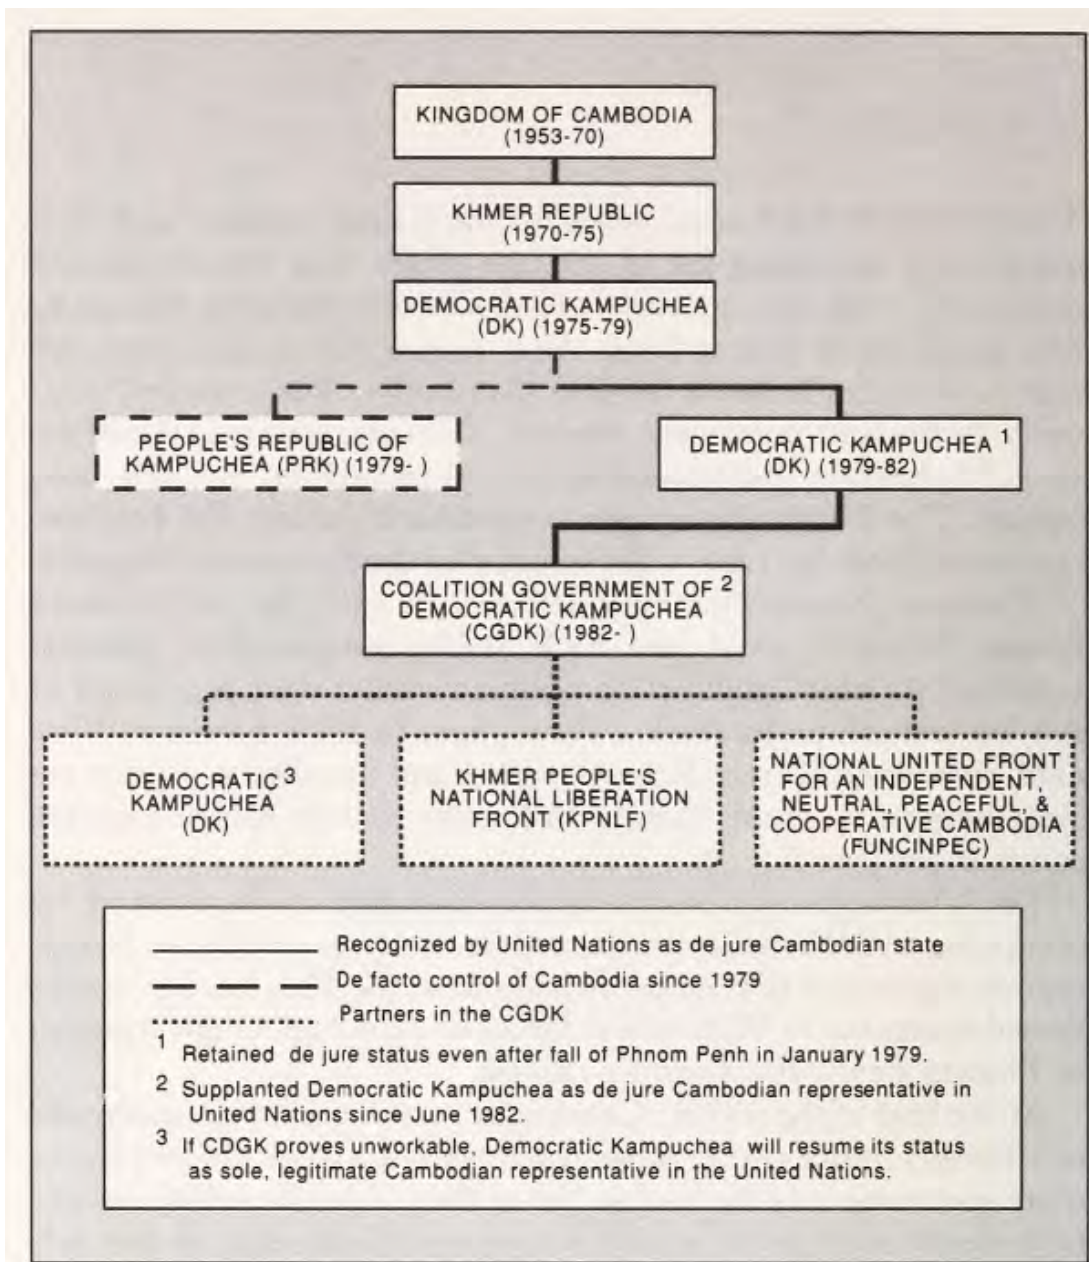 KINGDOM OF CAMBODIA
(1953-70)
KHMER REPUBLIC
(1970-75)
DEMOCRATIC KAMPUCHEA
(DK) (1975-79)
PEOPLE'S REPUBLIC OF
KAMPUCHEA (PRK) (1979- )
DEMOCRATIC KAMPUCHEA 1
(DK) (1979-82)
COALITION GOVERNMENT OF 2
DEMOCRATIC KAMPUCHEA
(CGDK) (1982- )
DEMOCRATIC 3
KAMPUCHEA
(DK)
KHMER PEOPLE'S
NATIONAL LIBERATION
FRONT (KPNLF)
NATIONAL UNITED FRONT
FOR AN INDEPENDENT,
NEUTRAL, PEACEFUL, &
COOPERATIVE CAMBODIA
(FUNCINPEC)
Recognized by United Nations as de jure Cambodian state
De facto control of Cambodia since 1979
Partners in the CGDK
1 Retained de jure status even after fall of Phnom Penh in January 1979.
2 Supplanted Democratic Kampuchea as de jure Cambodian representative in
United Nations since June 1982.
3 If CDGK proves unworkable, Democratic Kampuchea will resume its status
as sole, legitimate Cambodian representative in the United Nations.